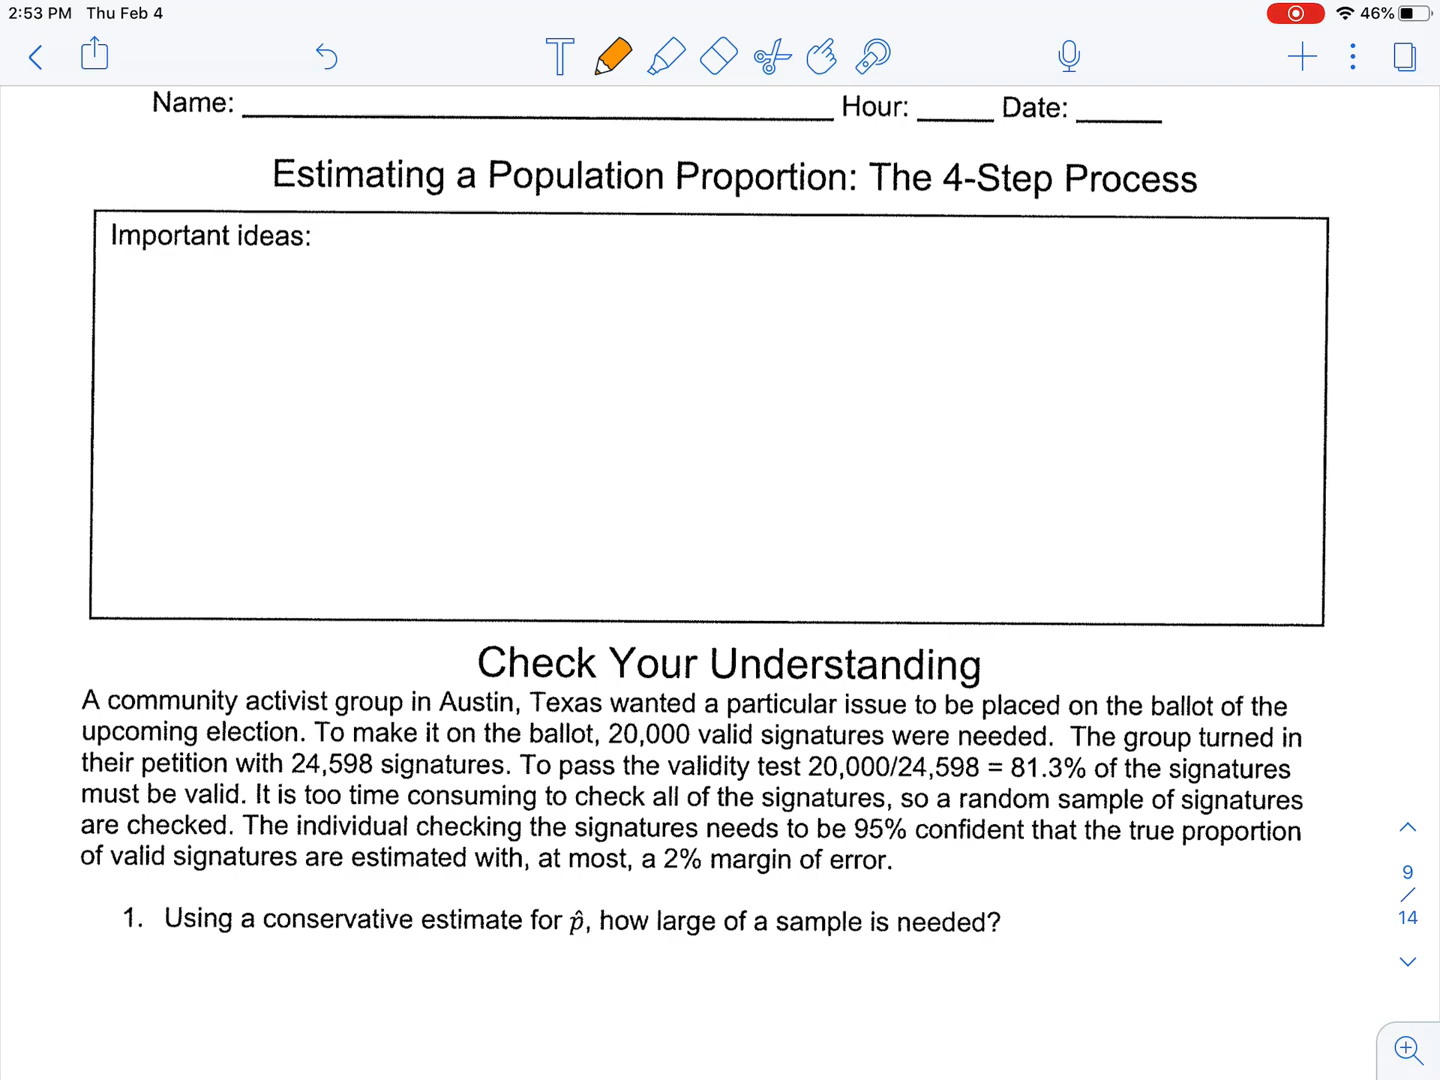 2:53 PM Thu Feb 4
46%
Name: ____ Hour: ____ Date: ____
Estimating a Population Proportion: The 4-Step Process
Important ideas:
Check Your Understanding
A community activist group in Austin, Texas wanted a particular issue to be placed on the ballot of the
upcoming election. To make it on the ballot, 20,000 valid signatures were needed. The group turned in
their petition with 24,598 signatures. To pass the validity test 20,000/24,598 = 81.3% of the signatures
must be valid. It is too time consuming to check all of the signatures, so a random sample of signatures
are checked. The individual checking the signatures needs to be 95% confident that the true proportion
of valid signatures are estimated with, at most, a 2% margin of error.
1. Using a conservative estimate for p̂, how large of a sample is needed?
9
/
14